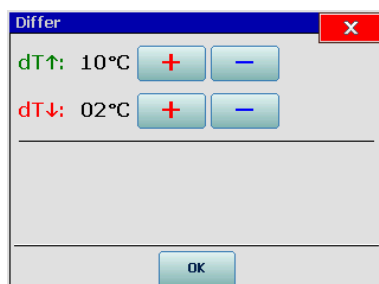 Differ X
dT↑: 10°C + −
dT↓: 02°C + −
OK